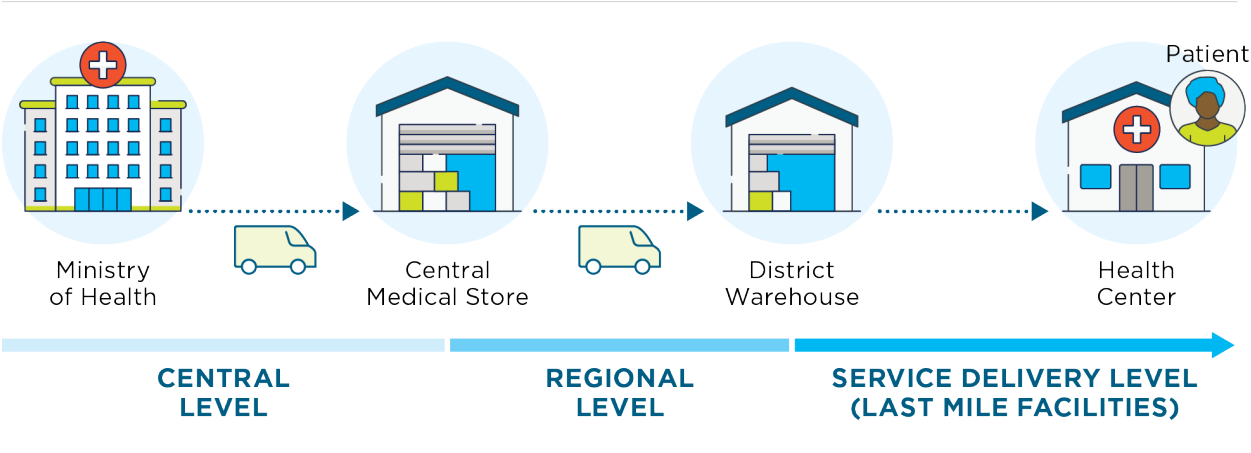 Patient
Ministry
of Health
Central
Medical Store
District
Warehouse
Health
Center
CENTRAL
LEVEL
REGIONAL
LEVEL
SERVICE DELIVERY LEVEL
(LAST MILE FACILITIES)